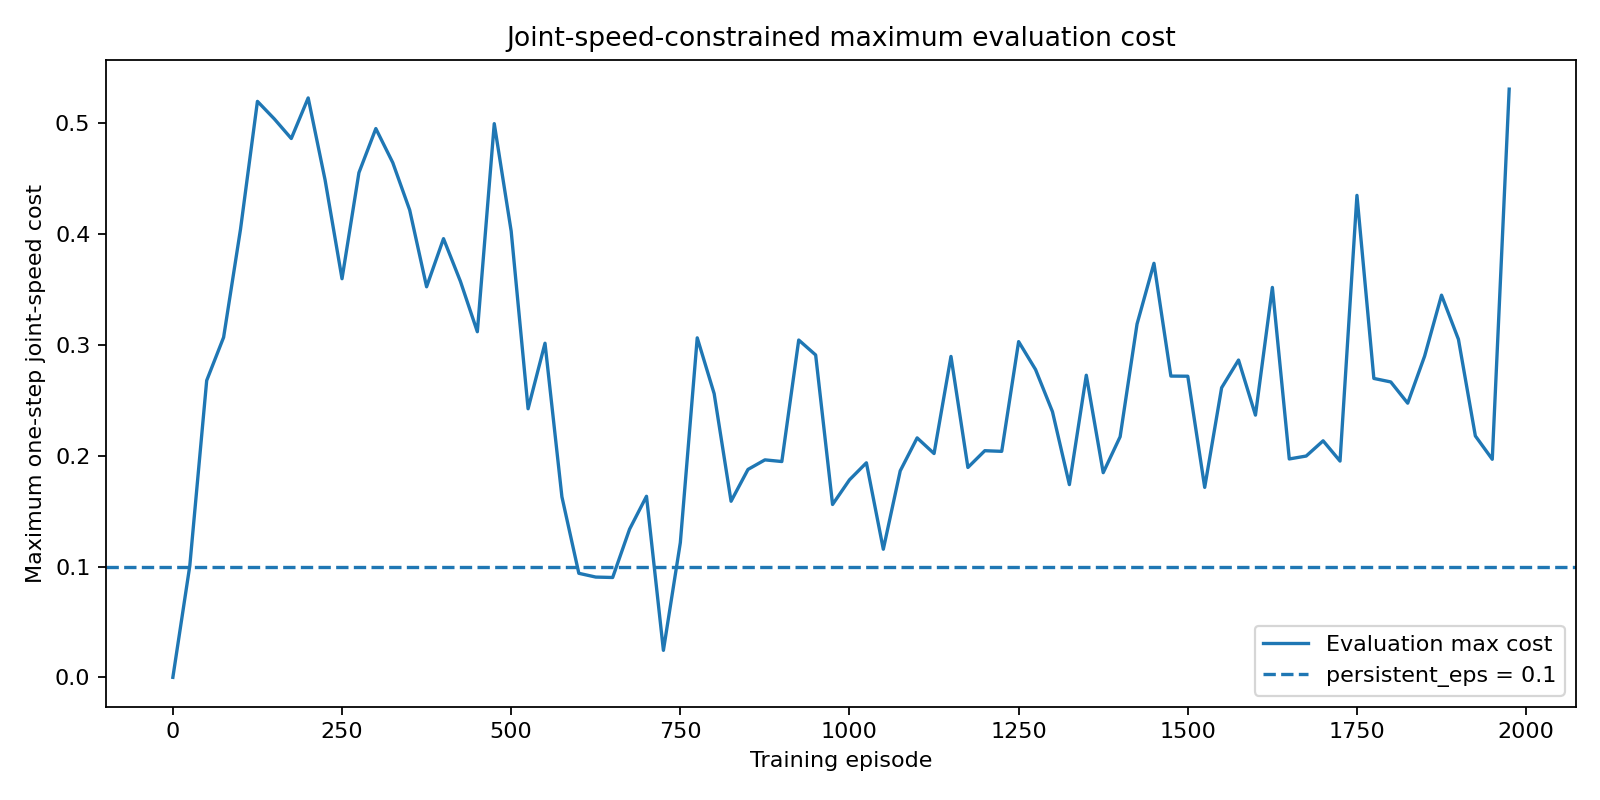 Joint-speed-constrained maximum evaluation cost
Maximum one-step joint-speed cost
0.5
0.4
0.3
0.2
0.1
0.0
0 250 500 750 1000 1250 1500 1750 2000
Training episode
Evaluation max cost
persistent_eps = 0.1